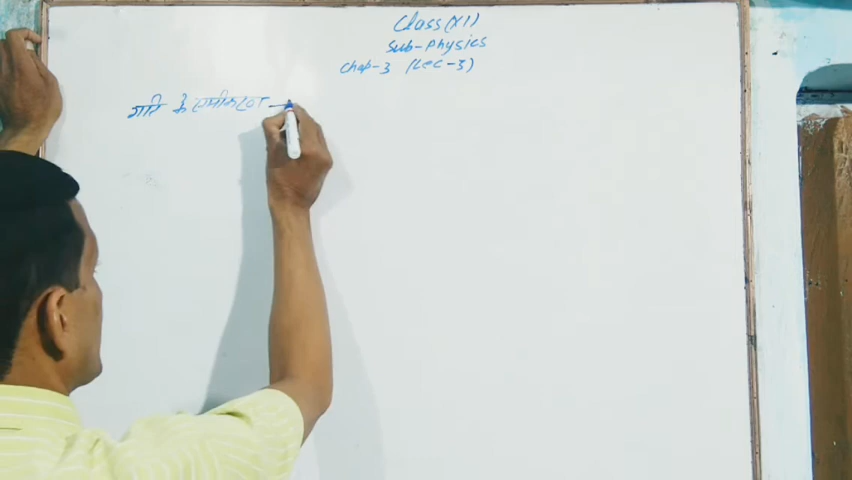 Class (XI)
Sub-Physics
Chap-3 (Lec-3)
गति के समीकरण →